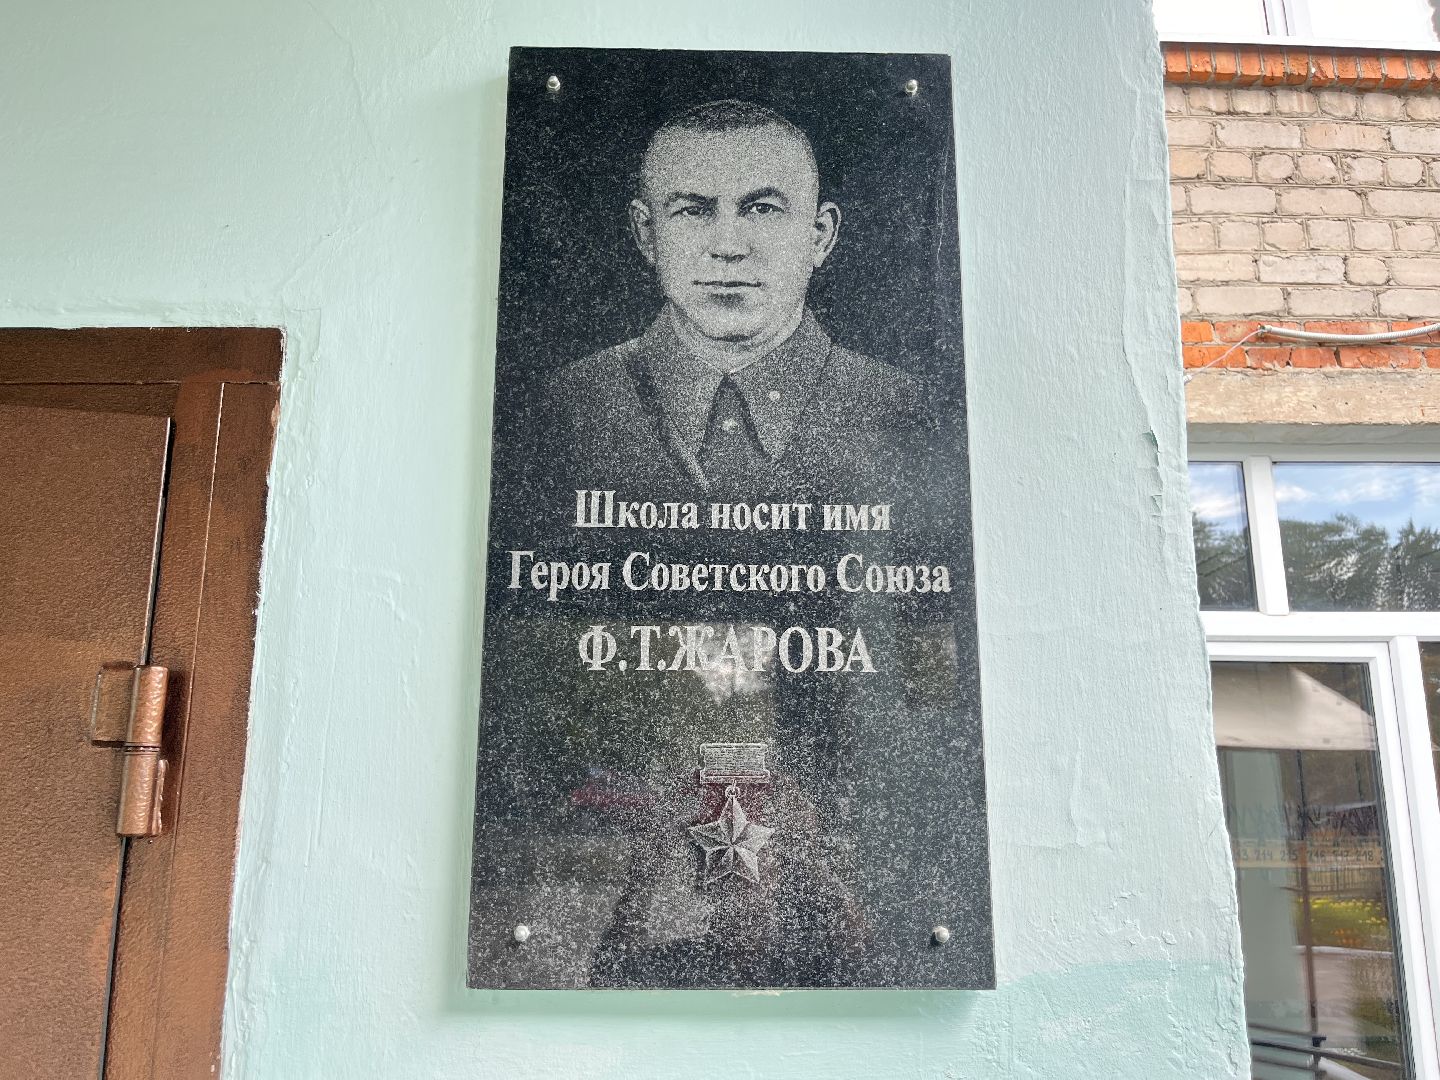 Школа носит имя
Героя Советского Союза
Ф.Т.ЖАРОВА